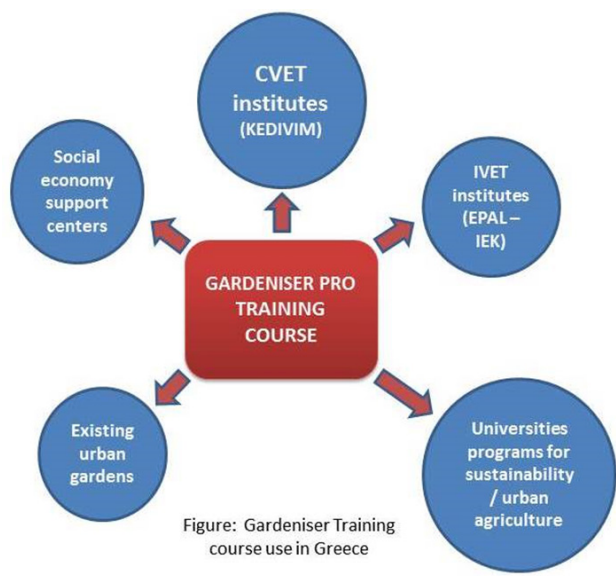 CVET
institutes
(KEDIVIM)
Social
economy
support
centers
IVET
institutes
(EPAL –
IEK)
GARDENISER PRO
TRAINING
COURSE
Existing
urban
gardens
Universities
programs for
sustainability
/ urban
agriculture
Figure: Gardeniser Training
course use in Greece